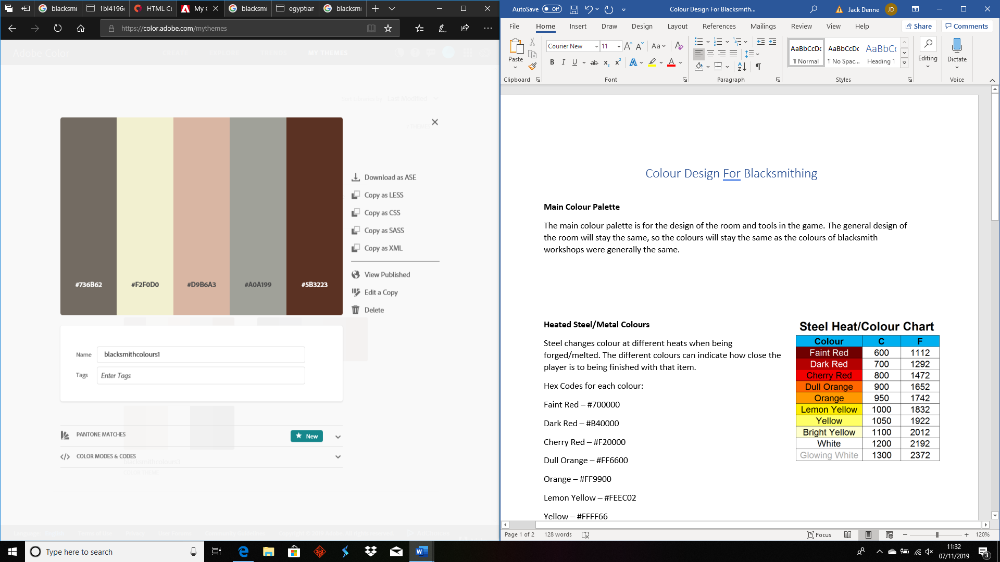 blacksmi
1bl4196
HTML Co
My C
blacksmi
egyptian
blacksmi
https://color.adobe.com/mythemes
Adobe Color
CREATE EXPLORE TRENDS MY THEMES
Last Modified
#736B62
#F2F0D0
#D9B6A3
#A0A199
#5B3223
Download as ASE
Copy as LESS
Copy as CSS
Copy as SASS
Copy as XML
View Published
Edit a Copy
Delete
Name blacksmithcolours1
Tags Enter Tags
PANTONE MATCHES
New
COLOR MODES & CODES
blacksmithcolours3
AutoSave Off
Colour Design For Blacksmith...
Jack Denne JD
File Home Insert Draw Design Layout References Mailings Review View Help
Share Comments
Paste
Clipboard
Courier New 11
Font
Paragraph
AaBbCcDc AaBbCcDc AaBbCc
¶ Normal ¶ No Spac... Heading 1
Styles
Editing
Dictate
Voice
Colour Design For Blacksmithing
Main Colour Palette
The main colour palette is for the design of the room and tools in the game. The general design of
the room will stay the same, so the colours will stay the same as the colours of blacksmith
workshops were generally the same.
Heated Steel/Metal Colours
Steel changes colour at different heats when being
forged/melted. The different colours can indicate how close the
player is to being finished with that item.
Hex Codes for each colour:
Faint Red – #700000
Dark Red – #B40000
Cherry Red – #F20000
Dull Orange – #FF6600
Orange – #FF9900
Lemon Yellow – #FEEC02
Yellow – #FFFF66
Steel Heat/Colour Chart
Colour C F
Faint Red 600 1112
Dark Red 700 1292
Cherry Red 800 1472
Dull Orange 900 1652
Orange 950 1742
Lemon Yellow 1000 1832
Yellow 1050 1922
Bright Yellow 1100 2012
White 1200 2192
Glowing White 1300 2372
Page 1 of 2 128 words
Focus
120%
Type here to search
11:32
07/11/2019
3